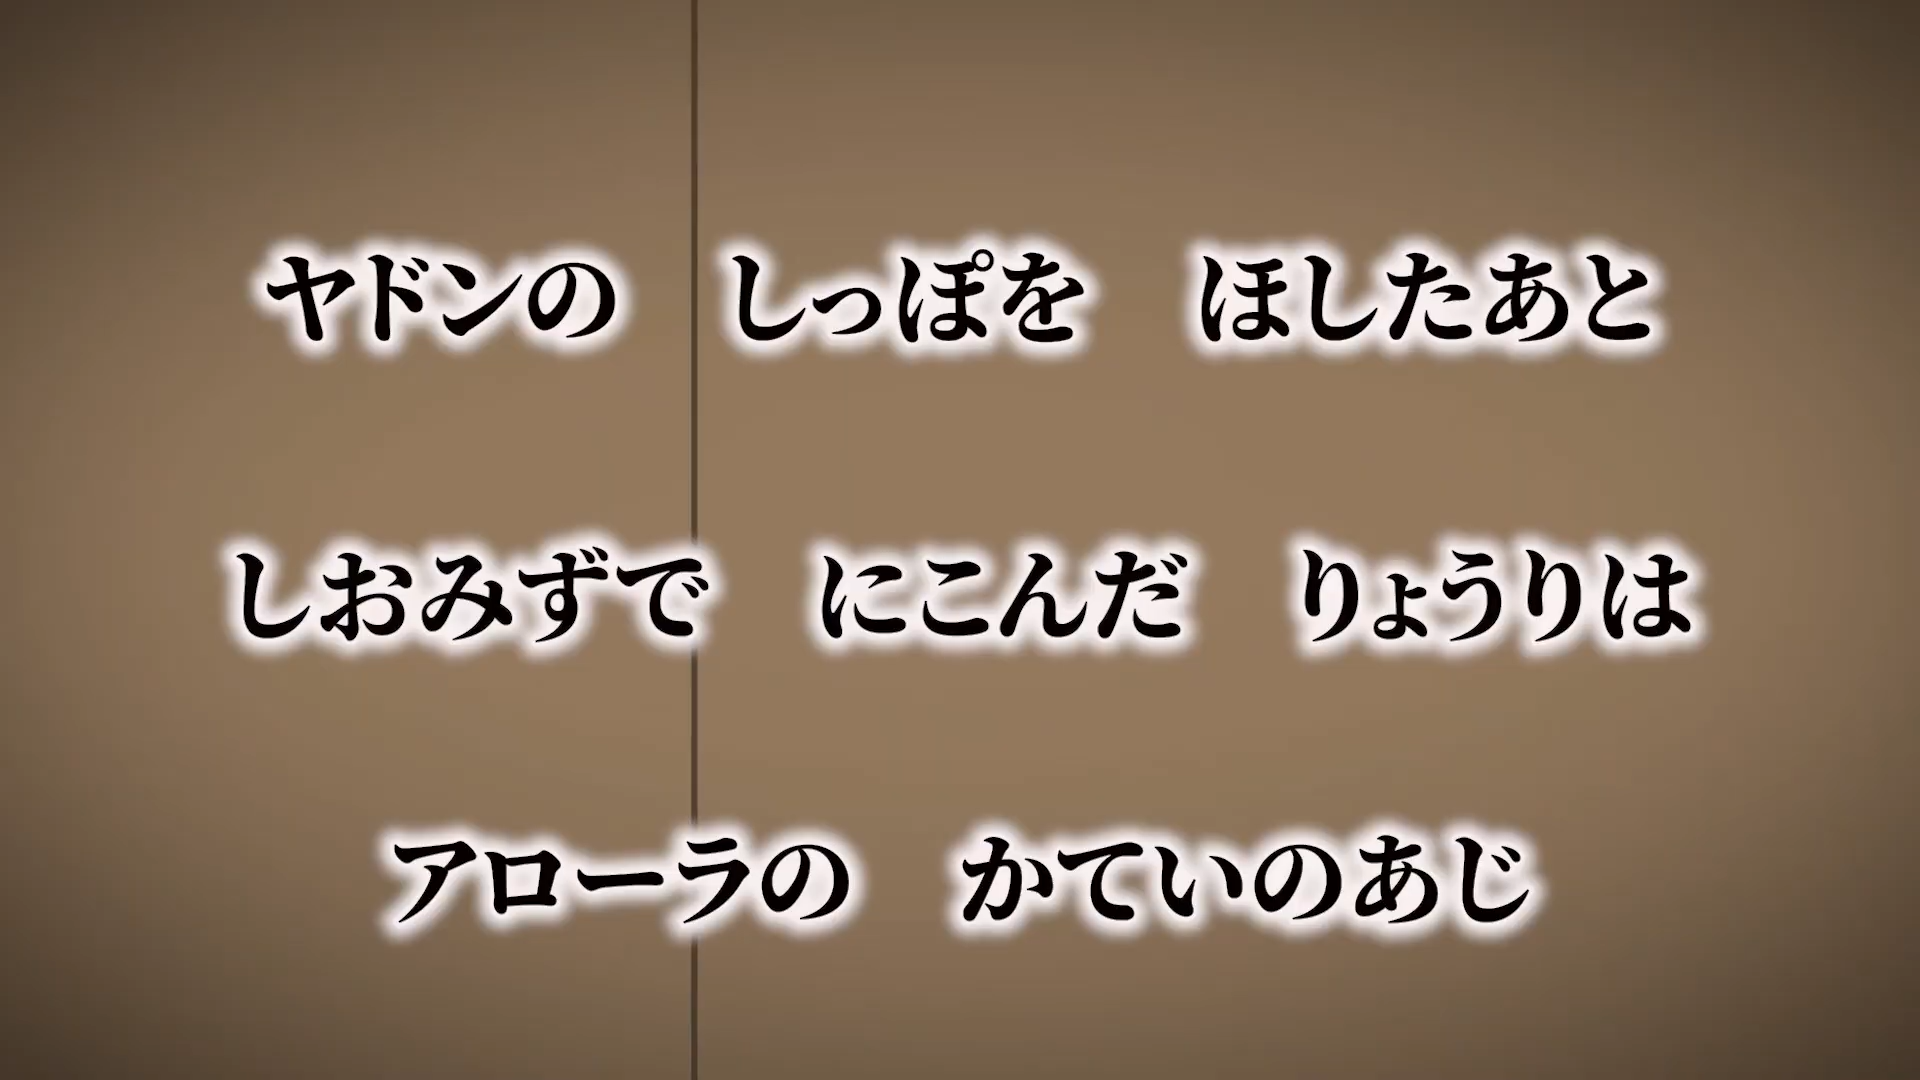 ヤドンの　しっぽを　ほしたあと
しおみずで　にこんだ　りょうりは
アローラの　かていのあじ